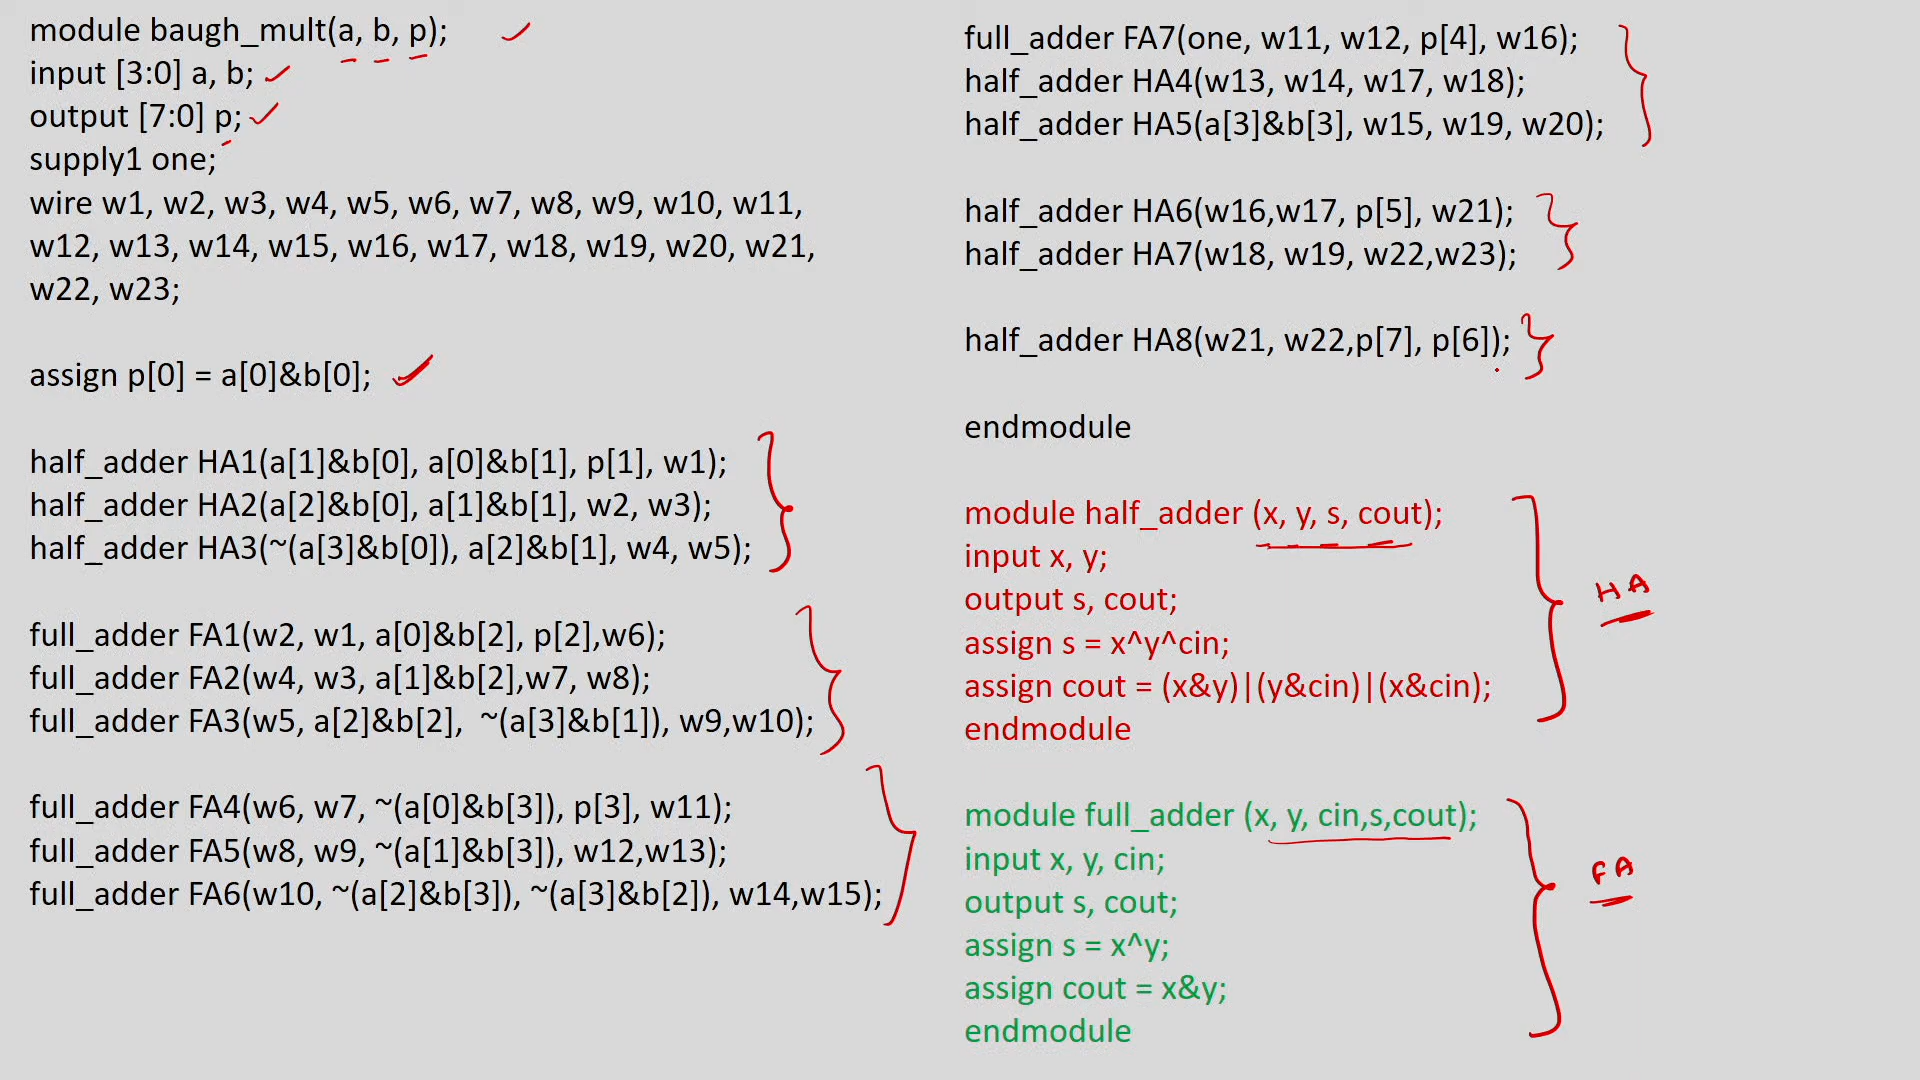 module baugh_mult(a, b, p);
input [3:0] a, b;
output [7:0] p;
supply1 one;
wire w1, w2, w3, w4, w5, w6, w7, w8, w9, w10, w11,
w12, w13, w14, w15, w16, w17, w18, w19, w20, w21,
w22, w23;
assign p[0] = a[0]&b[0];
half_adder HA1(a[1]&b[0], a[0]&b[1], p[1], w1);
half_adder HA2(a[2]&b[0], a[1]&b[1], w2, w3);
half_adder HA3(~(a[3]&b[0]), a[2]&b[1], w4, w5);
full_adder FA1(w2, w1, a[0]&b[2], p[2],w6);
full_adder FA2(w4, w3, a[1]&b[2],w7, w8);
full_adder FA3(w5, a[2]&b[2],  ~(a[3]&b[1]), w9,w10);
full_adder FA4(w6, w7, ~(a[0]&b[3]), p[3], w11);
full_adder FA5(w8, w9, ~(a[1]&b[3]), w12,w13);
full_adder FA6(w10, ~(a[2]&b[3]), ~(a[3]&b[2]), w14,w15);
full_adder FA7(one, w11, w12, p[4], w16);
half_adder HA4(w13, w14, w17, w18);
half_adder HA5(a[3]&b[3], w15, w19, w20);
half_adder HA6(w16,w17, p[5], w21);
half_adder HA7(w18, w19, w22,w23);
half_adder HA8(w21, w22,p[7], p[6]);
endmodule
module half_adder (x, y, s, cout);
input x, y;
output s, cout;
assign s = x^y^cin;
assign cout = (x&y)|(y&cin)|(x&cin);
endmodule
HA
module full_adder (x, y, cin,s,cout);
input x, y, cin;
output s, cout;
assign s = x^y;
assign cout = x&y;
endmodule
FA